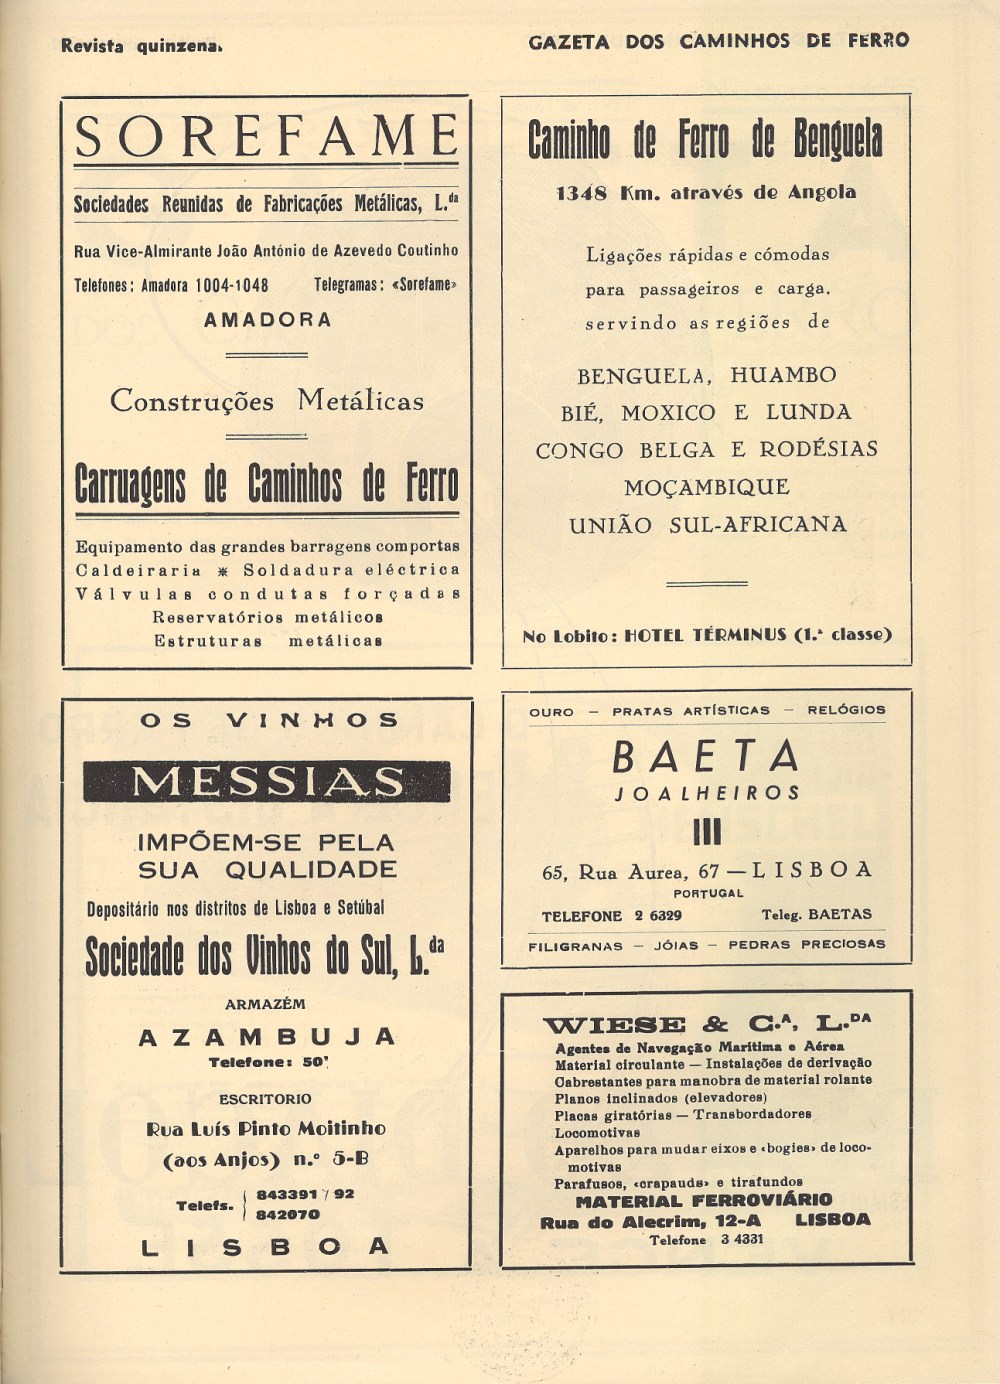 Revista quinzenal
GAZETA DOS CAMINHOS DE FERRO
SOREFAME
Sociedades Reunidas de Fabricações Metálicas, L.da
Rua Vice-Almirante João António de Azevedo Coutinho
Telefones: Amadora 1004-1048 Telegramas: «Sorefame»
AMADORA
Construções Metálicas
Carruagens de Caminhos de Ferro
Equipamento das grandes barragens comportas
Caldeiraria * Soldadura eléctrica
Válvulas condutas forçadas
Reservatórios metálicos
Estruturas metálicas
Caminho de Ferro de Benguela
1348 Km. através de Angola
Ligações rápidas e cómodas
para passageiros e carga,
servindo as regiões de
BENGUELA, HUAMBO
BIÉ, MOXICO E LUNDA
CONGO BELGA E RODÉSIAS
MOÇAMBIQUE
UNIÃO SUL-AFRICANA
No Lobito: HOTEL TÉRMINUS (1.ª classe)
OS VINHOS
MESSIAS
IMPÕEM-SE PELA
SUA QUALIDADE
Depositário nos distritos de Lisboa e Setúbal
Sociedade dos Vinhos do Sul, L.da
ARMAZÉM
AZAMBUJA
Telefone: 50
ESCRITORIO
Rua Luís Pinto Moitinho
(aos Anjos) n.º 5-B
Telefs. 843391/92
842070
LISBOA
OURO — PRATAS ARTÍSTICAS — RELÓGIOS
BAETA
JOALHEIROS
65, Rua Aurea, 67 — LISBOA
PORTUGAL
TELEFONE 2 6329 Teleg. BAETAS
FILIGRANAS — JÓIAS — PEDRAS PRECIOSAS
WIESE & C.A, L.DA
Agentes de Navegação Marítima e Aérea
Material circulante — Instalações de derivação
Cabrestantes para manobra de material rolante
Planos inclinados (elevadores)
Placas giratórias — Transbordadores
Locomotivas
Aparelhos para mudar eixos e «bogies» de loco-
motivas
Parafusos, «crapauds» e tirafundos
MATERIAL FERROVIÁRIO
Rua do Alecrim, 12-A LISBOA
Telefone 3 4331